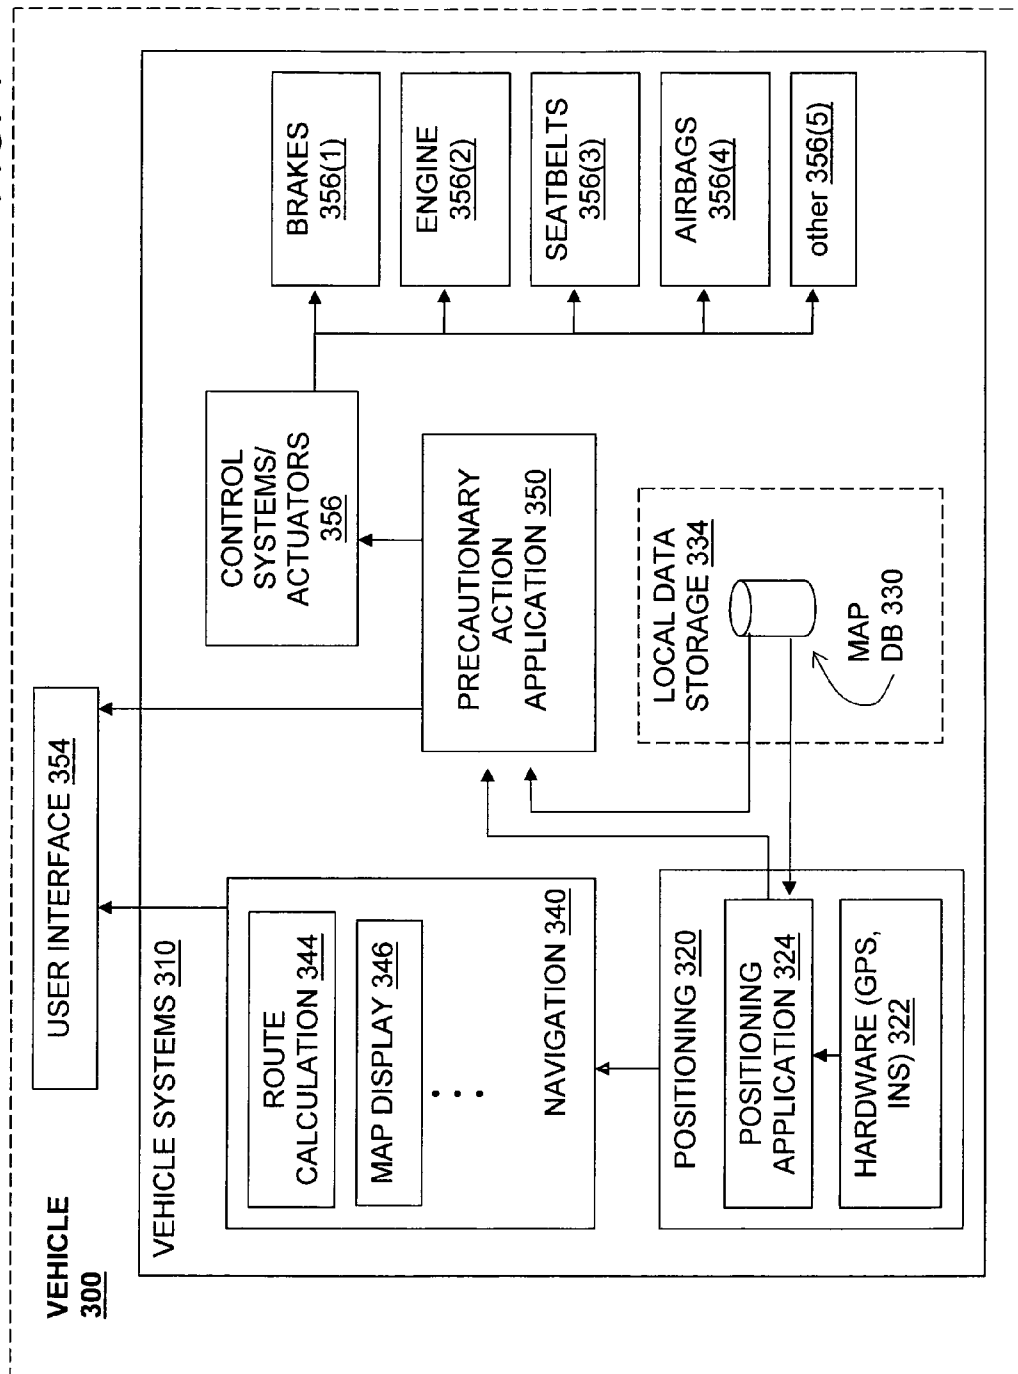 VEHICLE
300
USER INTERFACE 354
VEHICLE SYSTEMS 310
ROUTE
CALCULATION 344
MAP DISPLAY 346
NAVIGATION 340
POSITIONING 320
POSITIONING
APPLICATION 324
HARDWARE (GPS,
INS) 322
CONTROL
SYSTEMS/
ACTUATORS
356
PRECAUTIONARY
ACTION
APPLICATION 350
LOCAL DATA
STORAGE 334
MAP
DB 330
BRAKES
356(1)
ENGINE
356(2)
SEATBELTS
356(3)
AIRBAGS
356(4)
other 356(5)